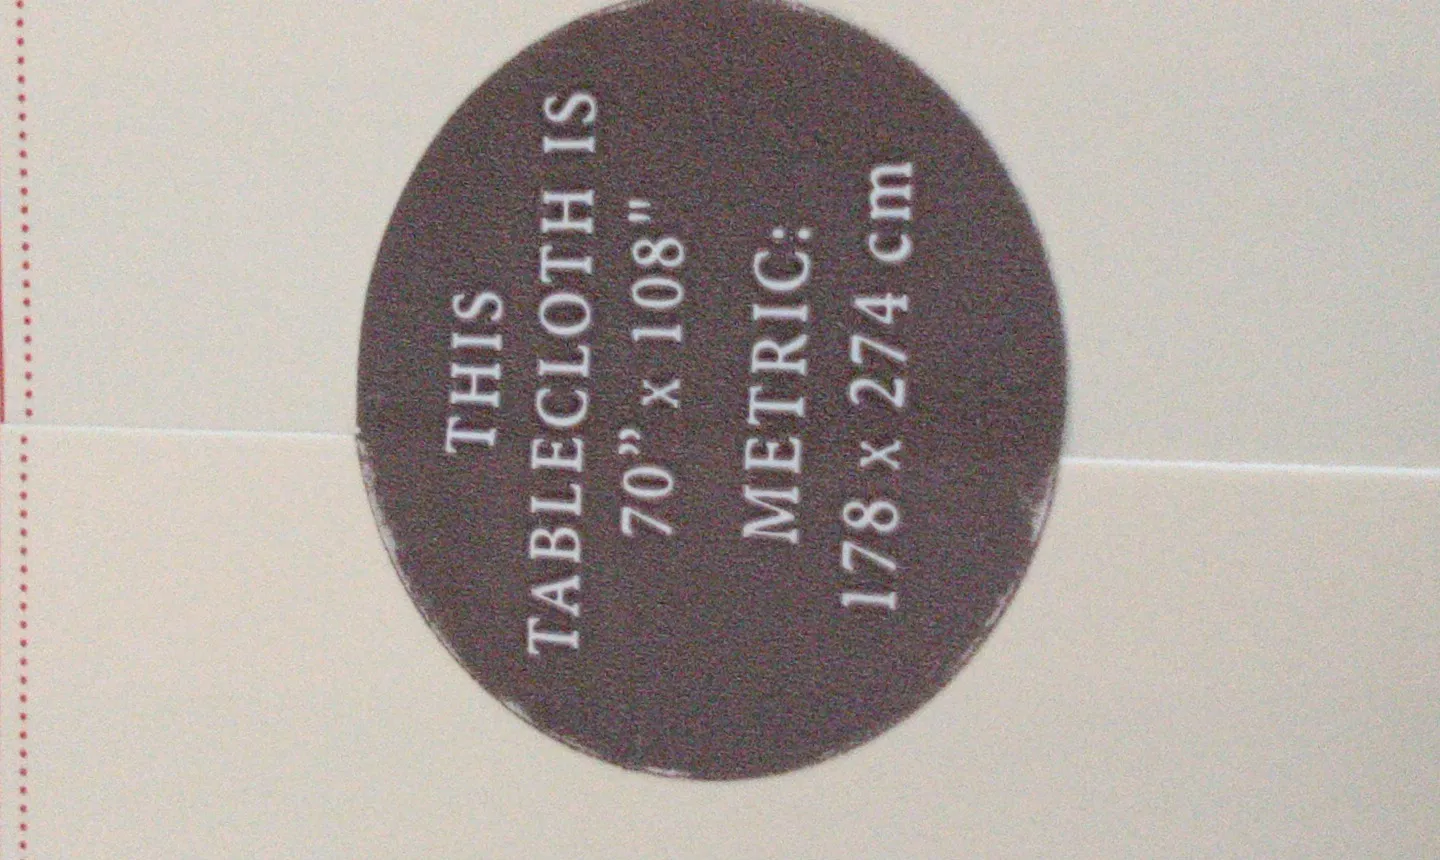 THIS
TABLECLOTH IS
70” x 108"
METRIC:
178 x 274 cm